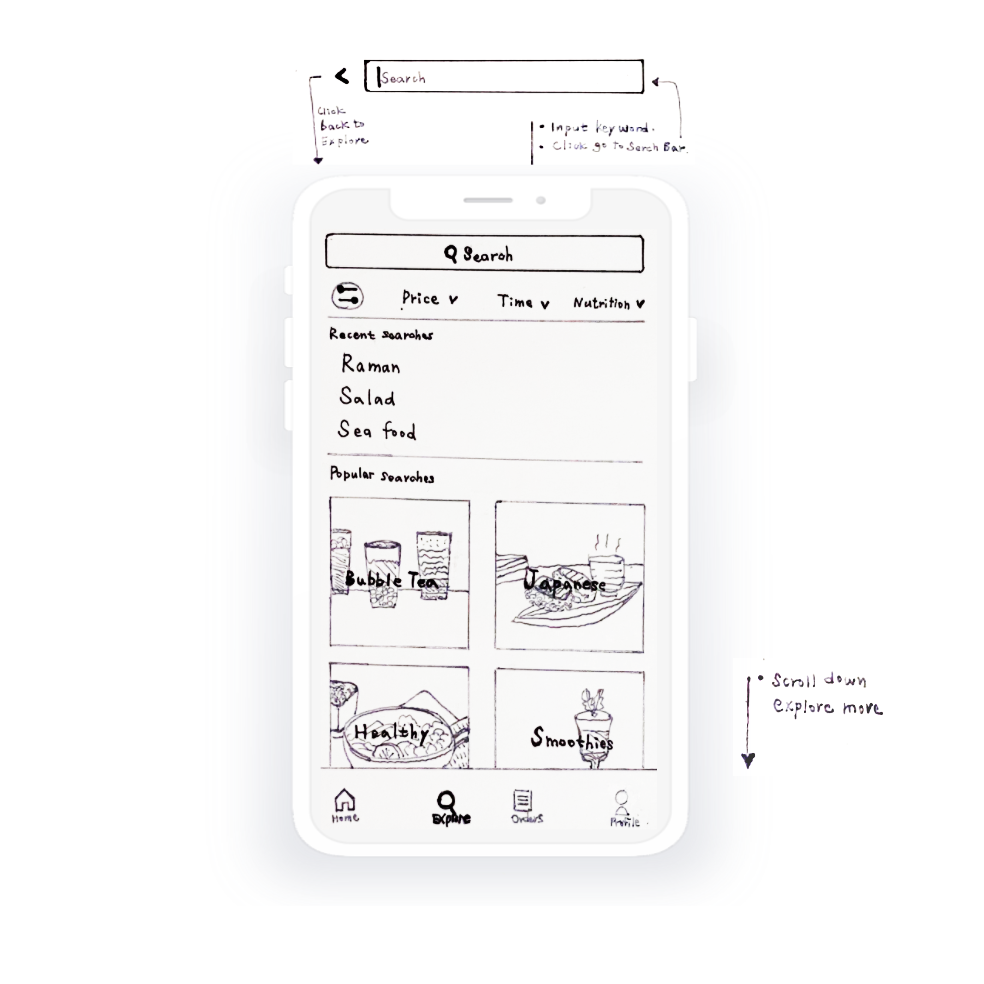 < Search
Click
back to
Explore
• Input key word.
• Click go to Serch Bar.
Search
Price Time Nutrition
Recent searches
Raman
Salad
Sea food
Popular searches
Bubble Tea Japanese
Healthy Smoothies
• Scroll down
explore more
Home Explore Orders Profile